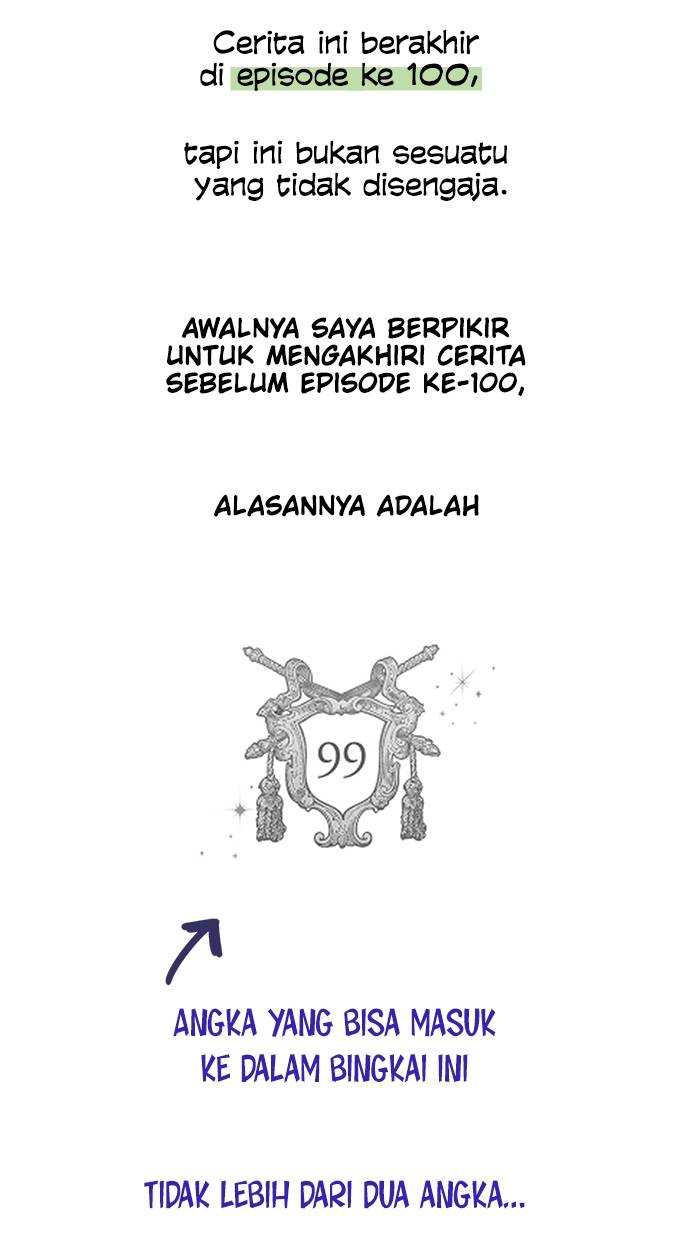 Cerita ini berakhir
di episode ke 100,
tapi ini bukan sesuatu
yang tidak disengaja.
AWALNYA SAYA BERPIKIR
UNTUK MENGAKHIRI CERITA
SEBELUM EPISODE KE-100,
ALASANNYA ADALAH
99
ANGKA YANG BISA MASUK
KE DALAM BINGKAI INI
TIDAK LEBIH DARI DUA ANGKA...